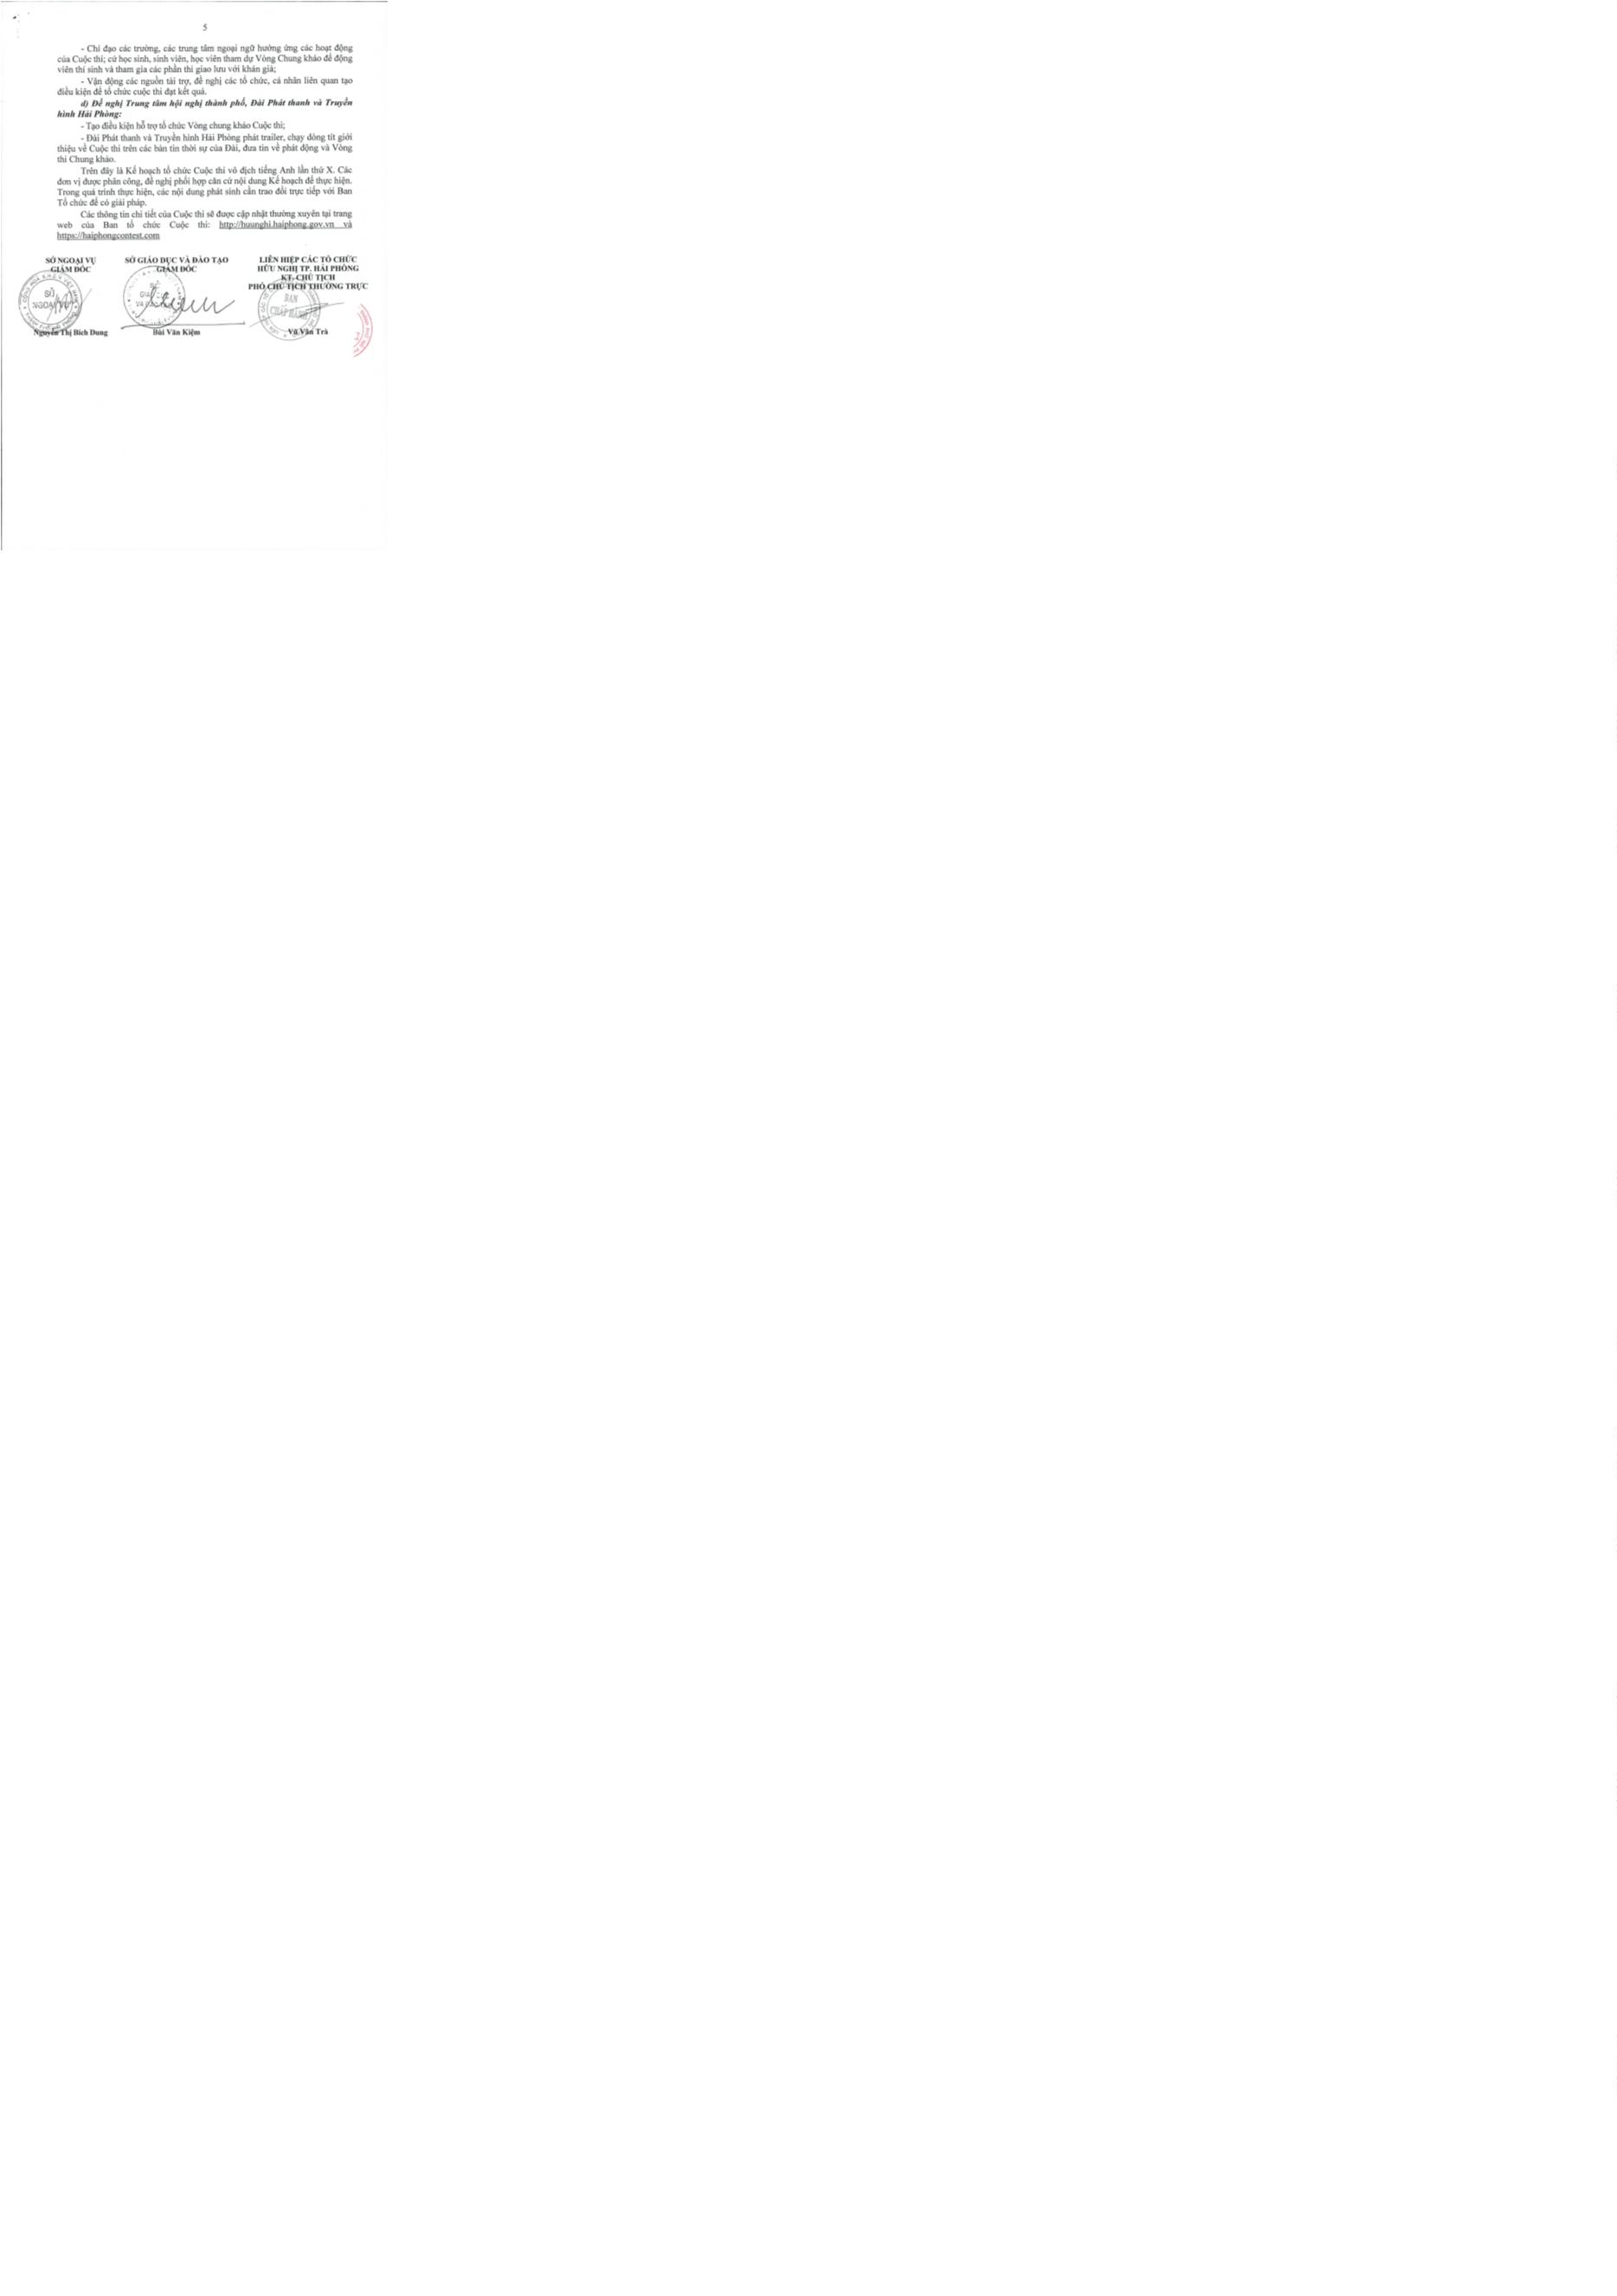 5
- Chỉ đạo các trường, các trung tâm ngoại ngữ hưởng ứng các hoạt động
của Cuộc thi; cử học sinh, sinh viên, học viên tham dự Vòng Chung khảo để động
viên thí sinh và tham gia các phần thi giao lưu với khán giả;
- Vận động các nguồn tài trợ, đề nghị các tổ chức, cá nhân liên quan tạo
điều kiện để tổ chức cuộc thi đạt kết quả.
d) Đề nghị Trung tâm hội nghị thành phố, Đài Phát thanh và Truyền
hình Hải Phòng:
- Tạo điều kiện hỗ trợ tổ chức Vòng chung khảo Cuộc thi;
- Đài Phát thanh và Truyền hình Hải Phòng phát trailer, chạy dòng tít giới
thiệu về Cuộc thi trên các bản tin thời sự của Đài, đưa tin về phát động và Vòng
thi Chung khảo.
Trên đây là Kế hoạch tổ chức Cuộc thi vô địch tiếng Anh lần thứ X. Các
đơn vị được phân công, đề nghị phối hợp căn cứ nội dung Kế hoạch để thực hiện.
Trong quá trình thực hiện, các nội dung phát sinh cần trao đổi trực tiếp với Ban
Tổ chức để có giải pháp.
Các thông tin chi tiết của Cuộc thi sẽ được cập nhật thường xuyên tại trang
web của Ban tổ chức Cuộc thi: http://huunghi.haiphong.gov.vn và
https://haiphongcontest.com
SỞ NGOẠI VỤ
GIÁM ĐỐC
SỞ
NGOẠI VỤ
Nguyễn Thị Bích Dung
SỞ GIÁO DỤC VÀ ĐÀO TẠO
GIÁM ĐỐC
Bùi Văn Kiệm
LIÊN HIỆP CÁC TỔ CHỨC
HỮU NGHỊ TP. HẢI PHÒNG
KT. CHỦ TỊCH
PHÓ CHỦ TỊCH THƯỜNG TRỰC
BAN
CHẤP HÀNH
Vũ Văn Trà